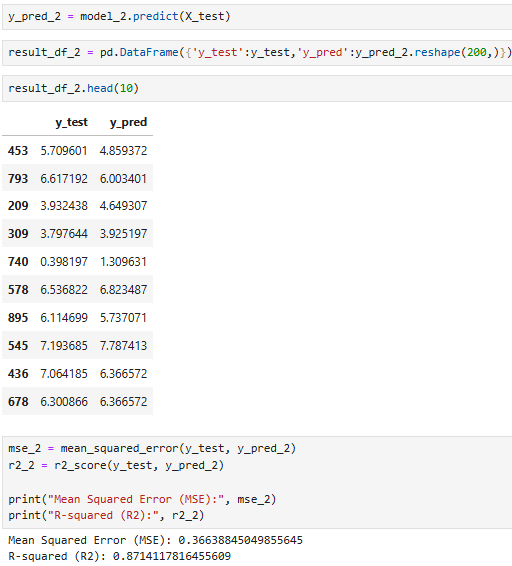 y_pred_2 = model_2.predict(X_test)
result_df_2 = pd.DataFrame({'y_test':y_test,'y_pred':y_pred_2.reshape(200,)})
result_df_2.head(10)
y_test y_pred
453 5.709601 4.859372
793 6.617192 6.003401
209 3.932438 4.649307
309 3.797644 3.925197
740 0.398197 1.309631
578 6.536822 6.823487
895 6.114699 5.737071
545 7.193685 7.787413
436 7.064185 6.366572
678 6.300866 6.366572
mse_2 = mean_squared_error(y_test, y_pred_2)
r2_2 = r2_score(y_test, y_pred_2)
print("Mean Squared Error (MSE):", mse_2)
print("R-squared (R2):", r2_2)
Mean Squared Error (MSE): 0.36638845049855645
R-squared (R2): 0.8714117816455609